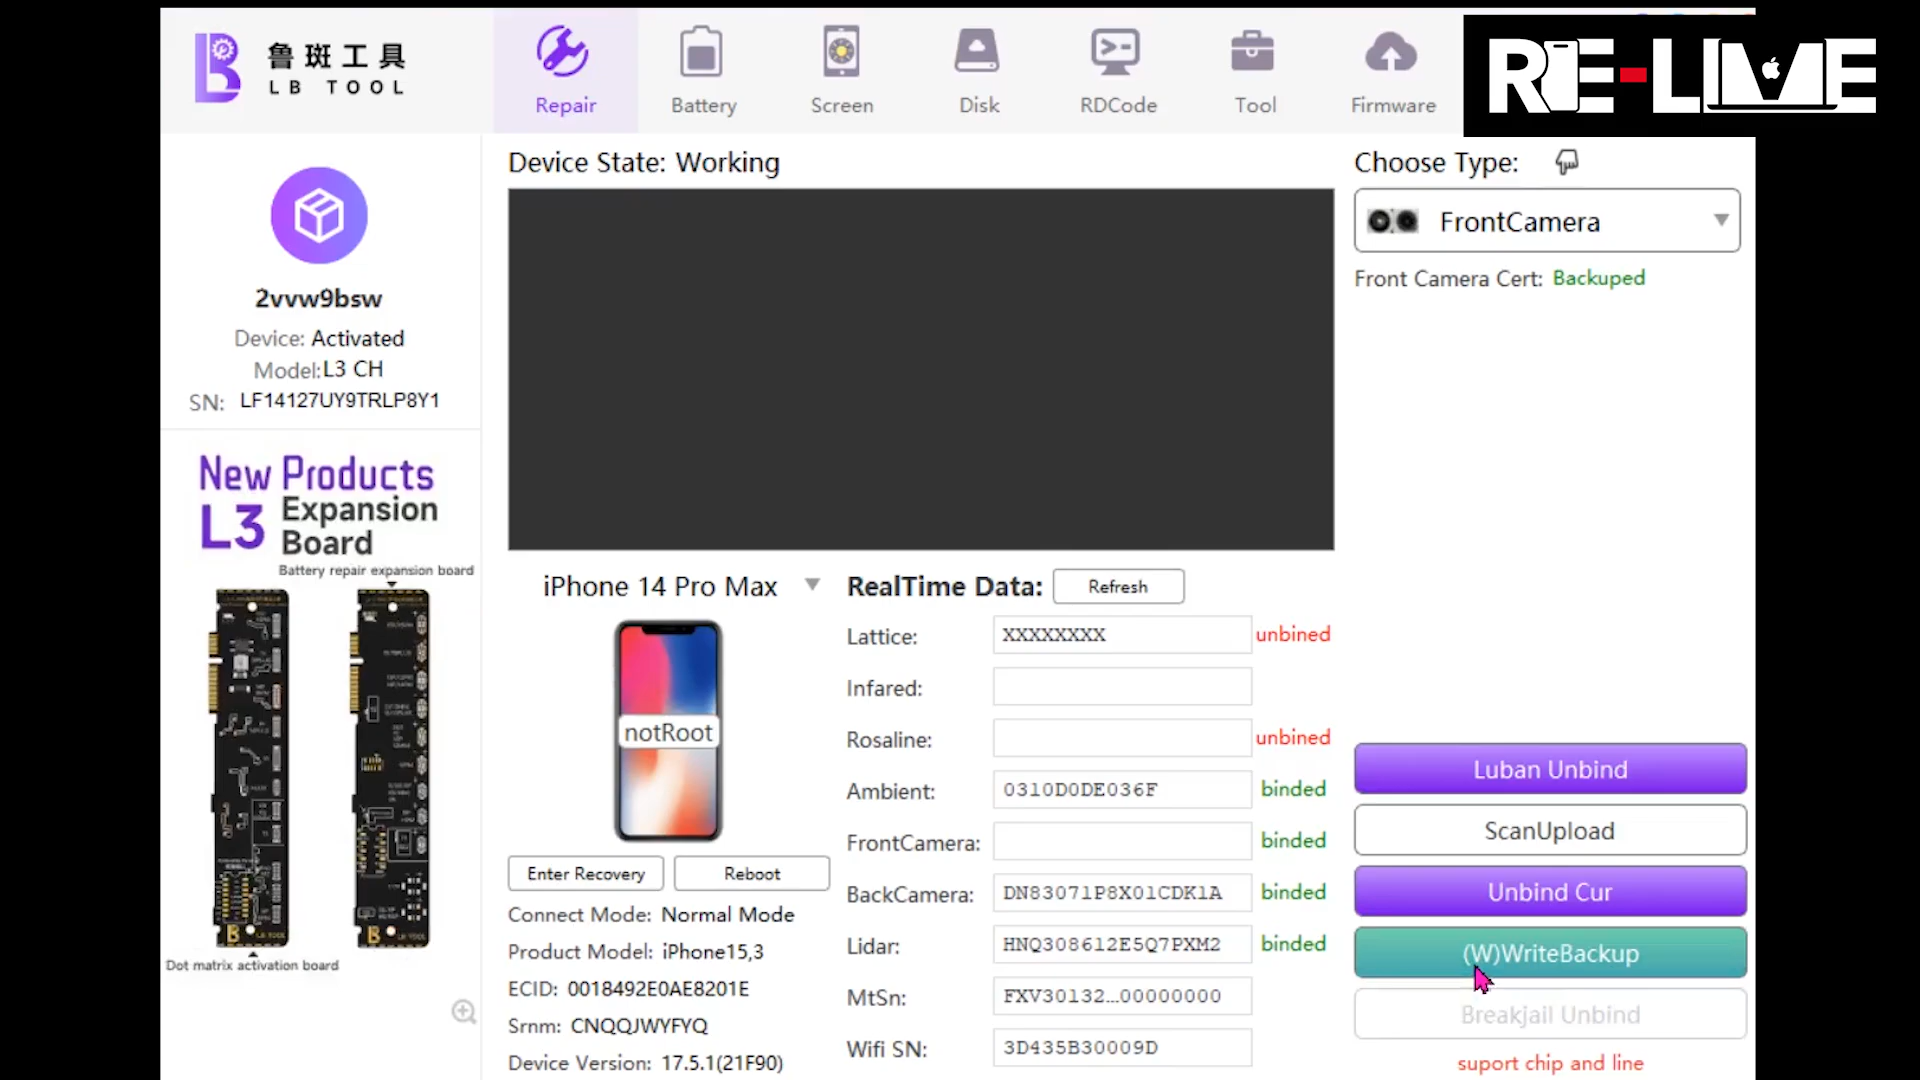 鲁斑工具
LB TOOL
Repair
Battery
Screen
Disk
RDCode
Tool
Firmware
RE-LIVE
2vvw9bsw
Device: Activated
Model:L3 CH
SN: LF14127UY9TRLP8Y1
New Products
L3 Expansion Board
Battery repair expansion board
Dot matrix activation board
Device State: Working
iPhone 14 Pro Max
notRoot
Enter Recovery
Reboot
Connect Mode: Normal Mode
Product Model: iPhone15,3
ECID: 0018492E0AE8201E
Srnm: CNQQJWYFYQ
Device Version: 17.5.1(21F90)
RealTime Data: Refresh
Lattice: XXXXXXXX unbined
Infared:
Rosaline: unbined
Ambient: 0310D0DE036F binded
FrontCamera: binded
BackCamera: DN83071P8X01CDK1A binded
Lidar: HNQ308612E5Q7PXM2 binded
MtSn: FXV30132…00000000
Wifi SN: 3D435B30009D
Choose Type:
FrontCamera
Front Camera Cert: Backuped
Luban Unbind
ScanUpload
Unbind Cur
(W)WriteBackup
Breakjail Unbind
suport chip and line